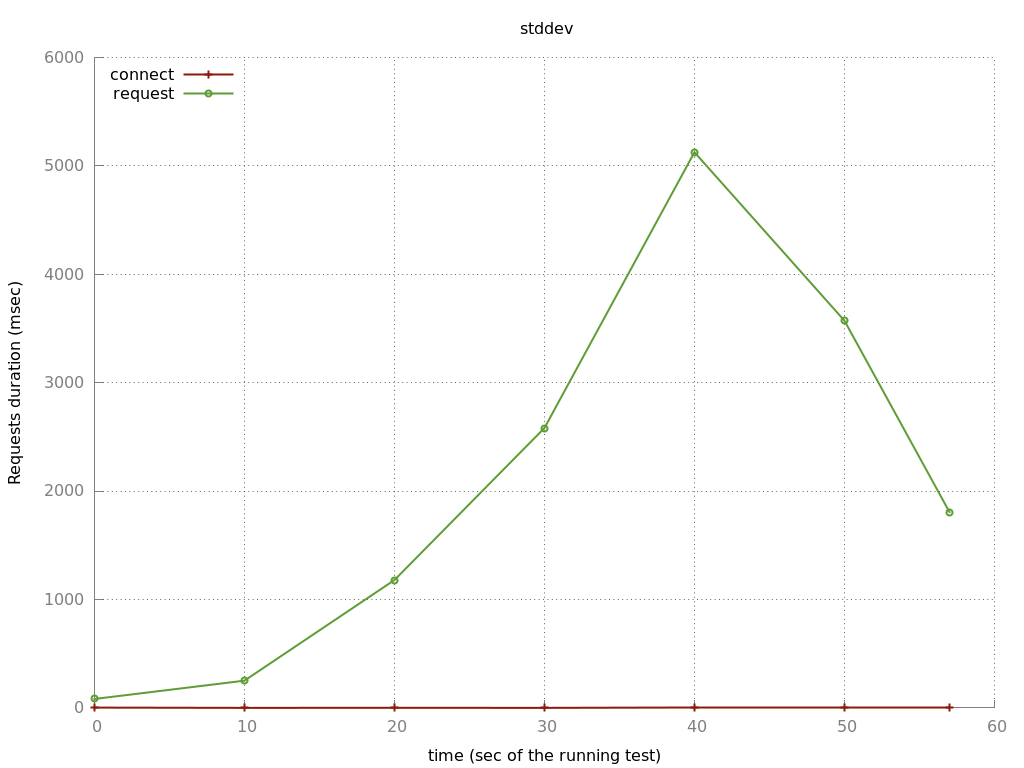 stddev
connect
request
6000
5000
4000
3000
2000
1000
0
Requests duration (msec)
0 10 20 30 40 50 60
time (sec of the running test)